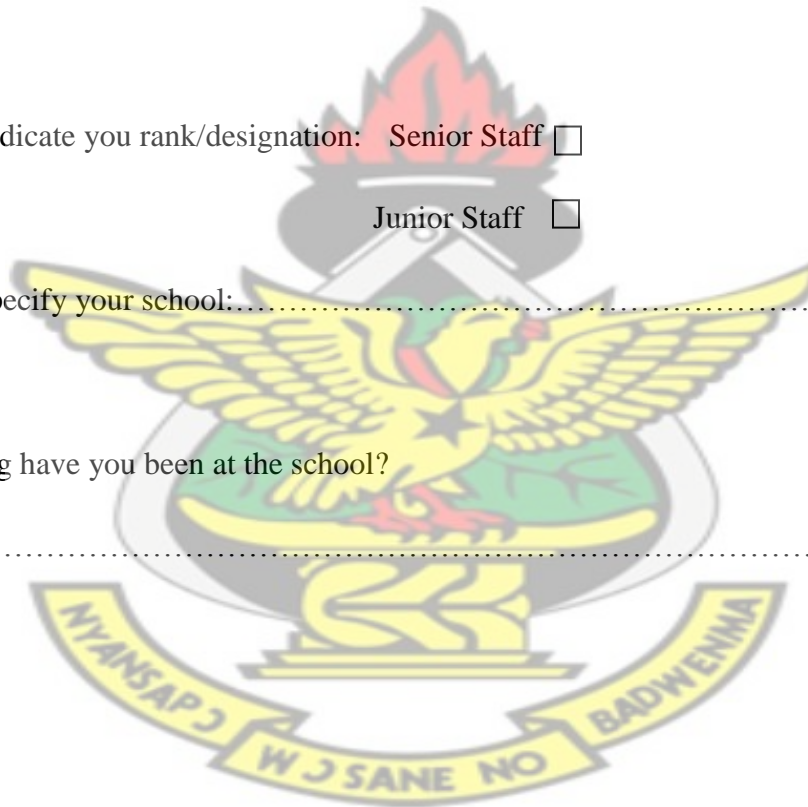 dicate you rank/designation: Senior Staff □
Junior Staff □
pecify your school:………………………………………………………
g have you been at the school?
…………………………………………………………………………
NYANSAPƆ
WƆSANE NO
BADWENMA